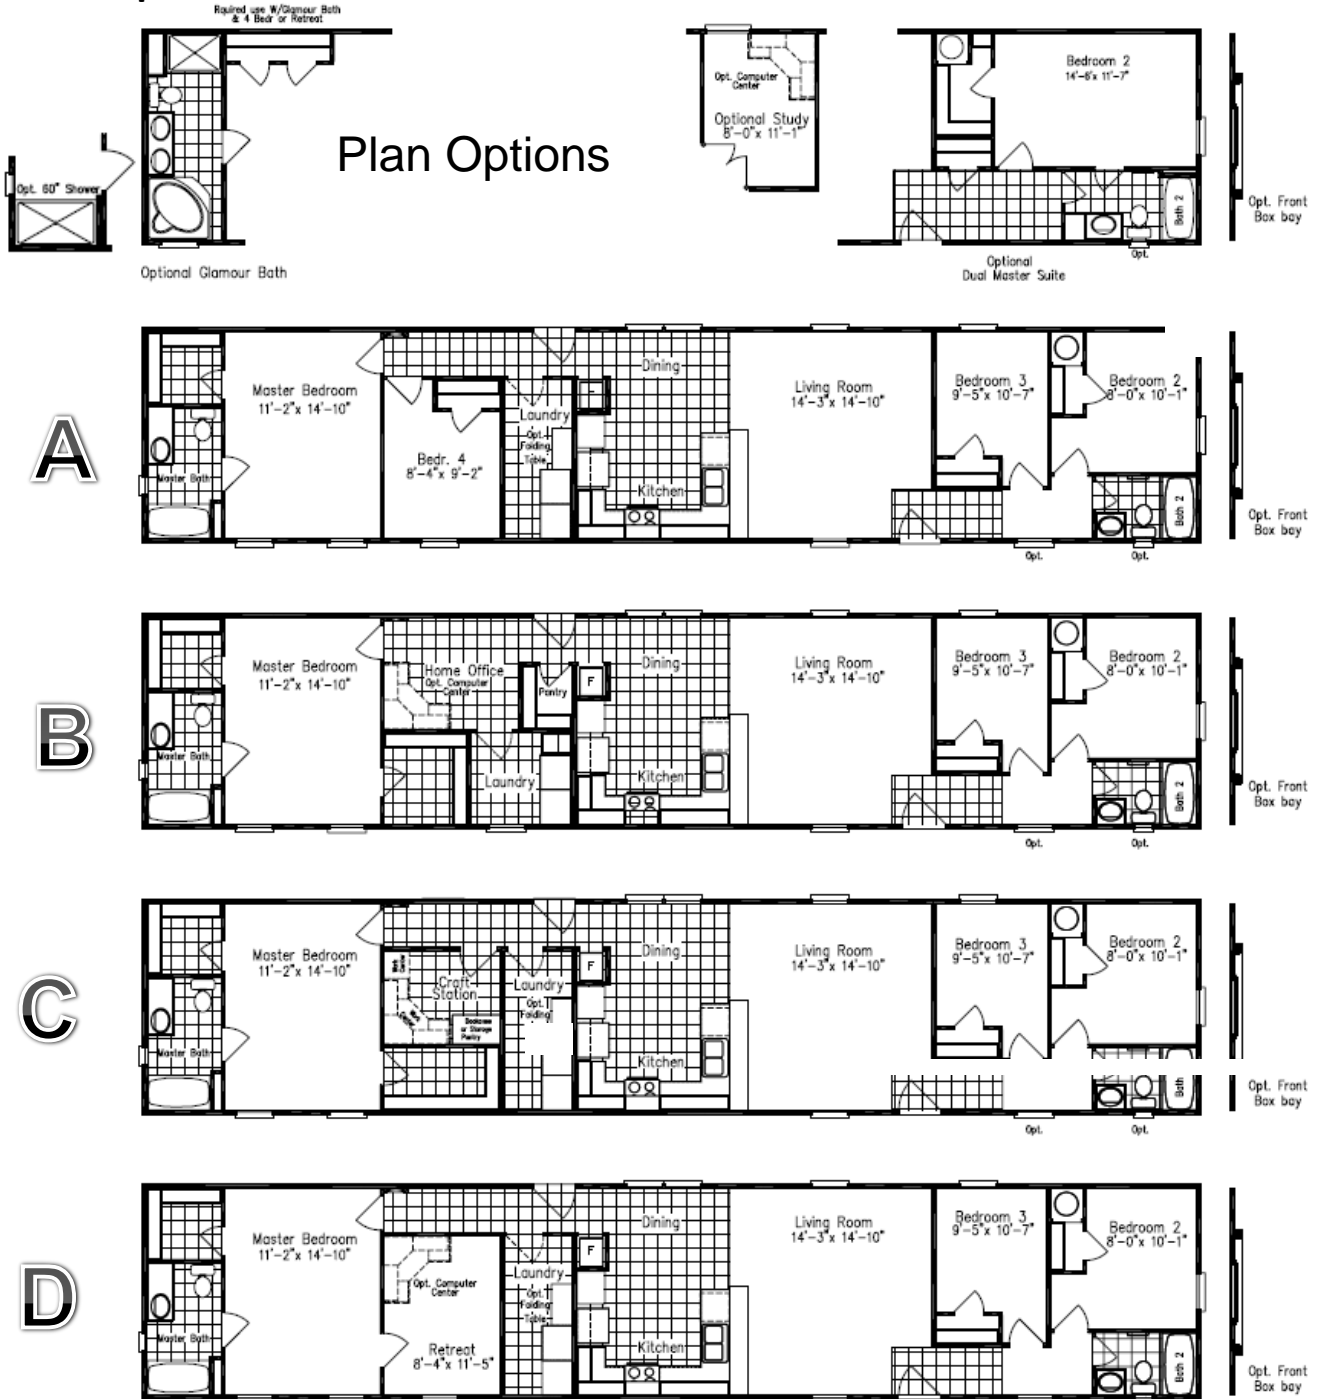 Rquired use W/Glamour Bath
& 4 Bedr or Retreat
Opt. 60" Shower
Optional Glamour Bath
Plan Options
Opt. Computer
Center
Optional Study
8'-0"x 11'-1"
Bedroom 2
14'-6"x 11'-7"
Bath 2
Opt.
Optional
Dual Master Suite
Opt. Front
Box bay
A
Master Bedroom
11'-2"x 14'-10"
Master Bath
Bedr. 4
8'-4"x 9'-2"
Laundry
Opt.
Folding
Table
Dining
Kitchen
Living Room
14'-3"x 14'-10"
Bedroom 3
9'-5"x 10'-7"
Bedroom 2
8'-0"x 10'-1"
Bath 2
Opt.
Opt.
Opt. Front
Box bay
B
Master Bedroom
11'-2"x 14'-10"
Master Bath
Home Office
Opt. Computer
Center
Pantry
F
Laundry
Dining
Kitchen
Living Room
14'-3"x 14'-10"
Bedroom 3
9'-5"x 10'-7"
Bedroom 2
8'-0"x 10'-1"
Bath 2
Opt.
Opt.
Opt. Front
Box bay
C
Master Bedroom
11'-2"x 14'-10"
Master Bath
Work
Center
Craft
Station
Work
Center
Bookcase
or Storage
Pantry
Laundry
Opt.
Folding
F
Dining
Kitchen
Living Room
14'-3"x 14'-10"
Bedroom 3
9'-5"x 10'-7"
Bedroom 2
8'-0"x 10'-1"
Bath
Opt.
Opt.
Opt. Front
Box bay
D
Master Bedroom
11'-2"x 14'-10"
Master Bath
Opt. Computer
Center
Retreat
8'-4"x 11'-5"
Laundry
Opt.
Folding
Table
F
Dining
Kitchen
Living Room
14'-3"x 14'-10"
Bedroom 3
9'-5"x 10'-7"
Bedroom 2
8'-0"x 10'-1"
Bath 2
Opt. Front
Box bay